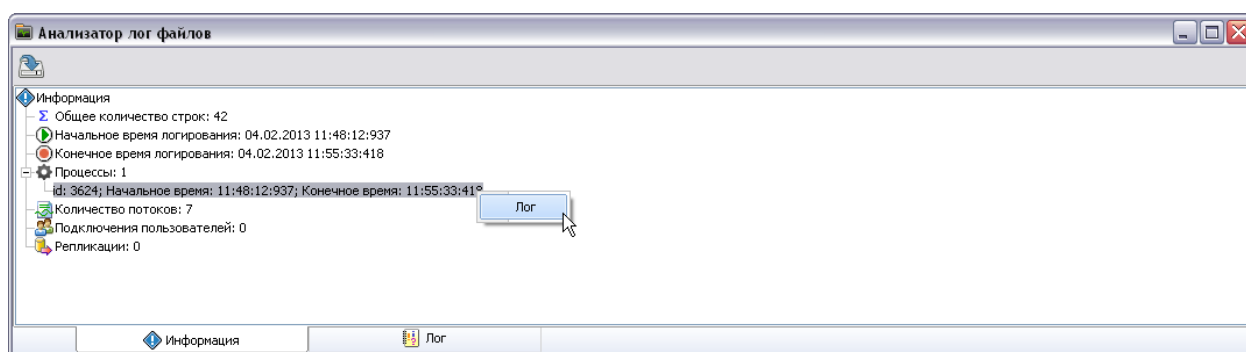 Анализатор лог файлов
Информация
Σ Общее количество строк: 42
Начальное время логирования: 04.02.2013 11:48:12:937
Конечное время логирования: 04.02.2013 11:55:33:418
Процессы: 1
id: 3624; Начальное время: 11:48:12:937; Конечное время: 11:55:33:418
Лог
Количество потоков: 7
Подключения пользователей: 0
Репликации: 0
Информация Лог